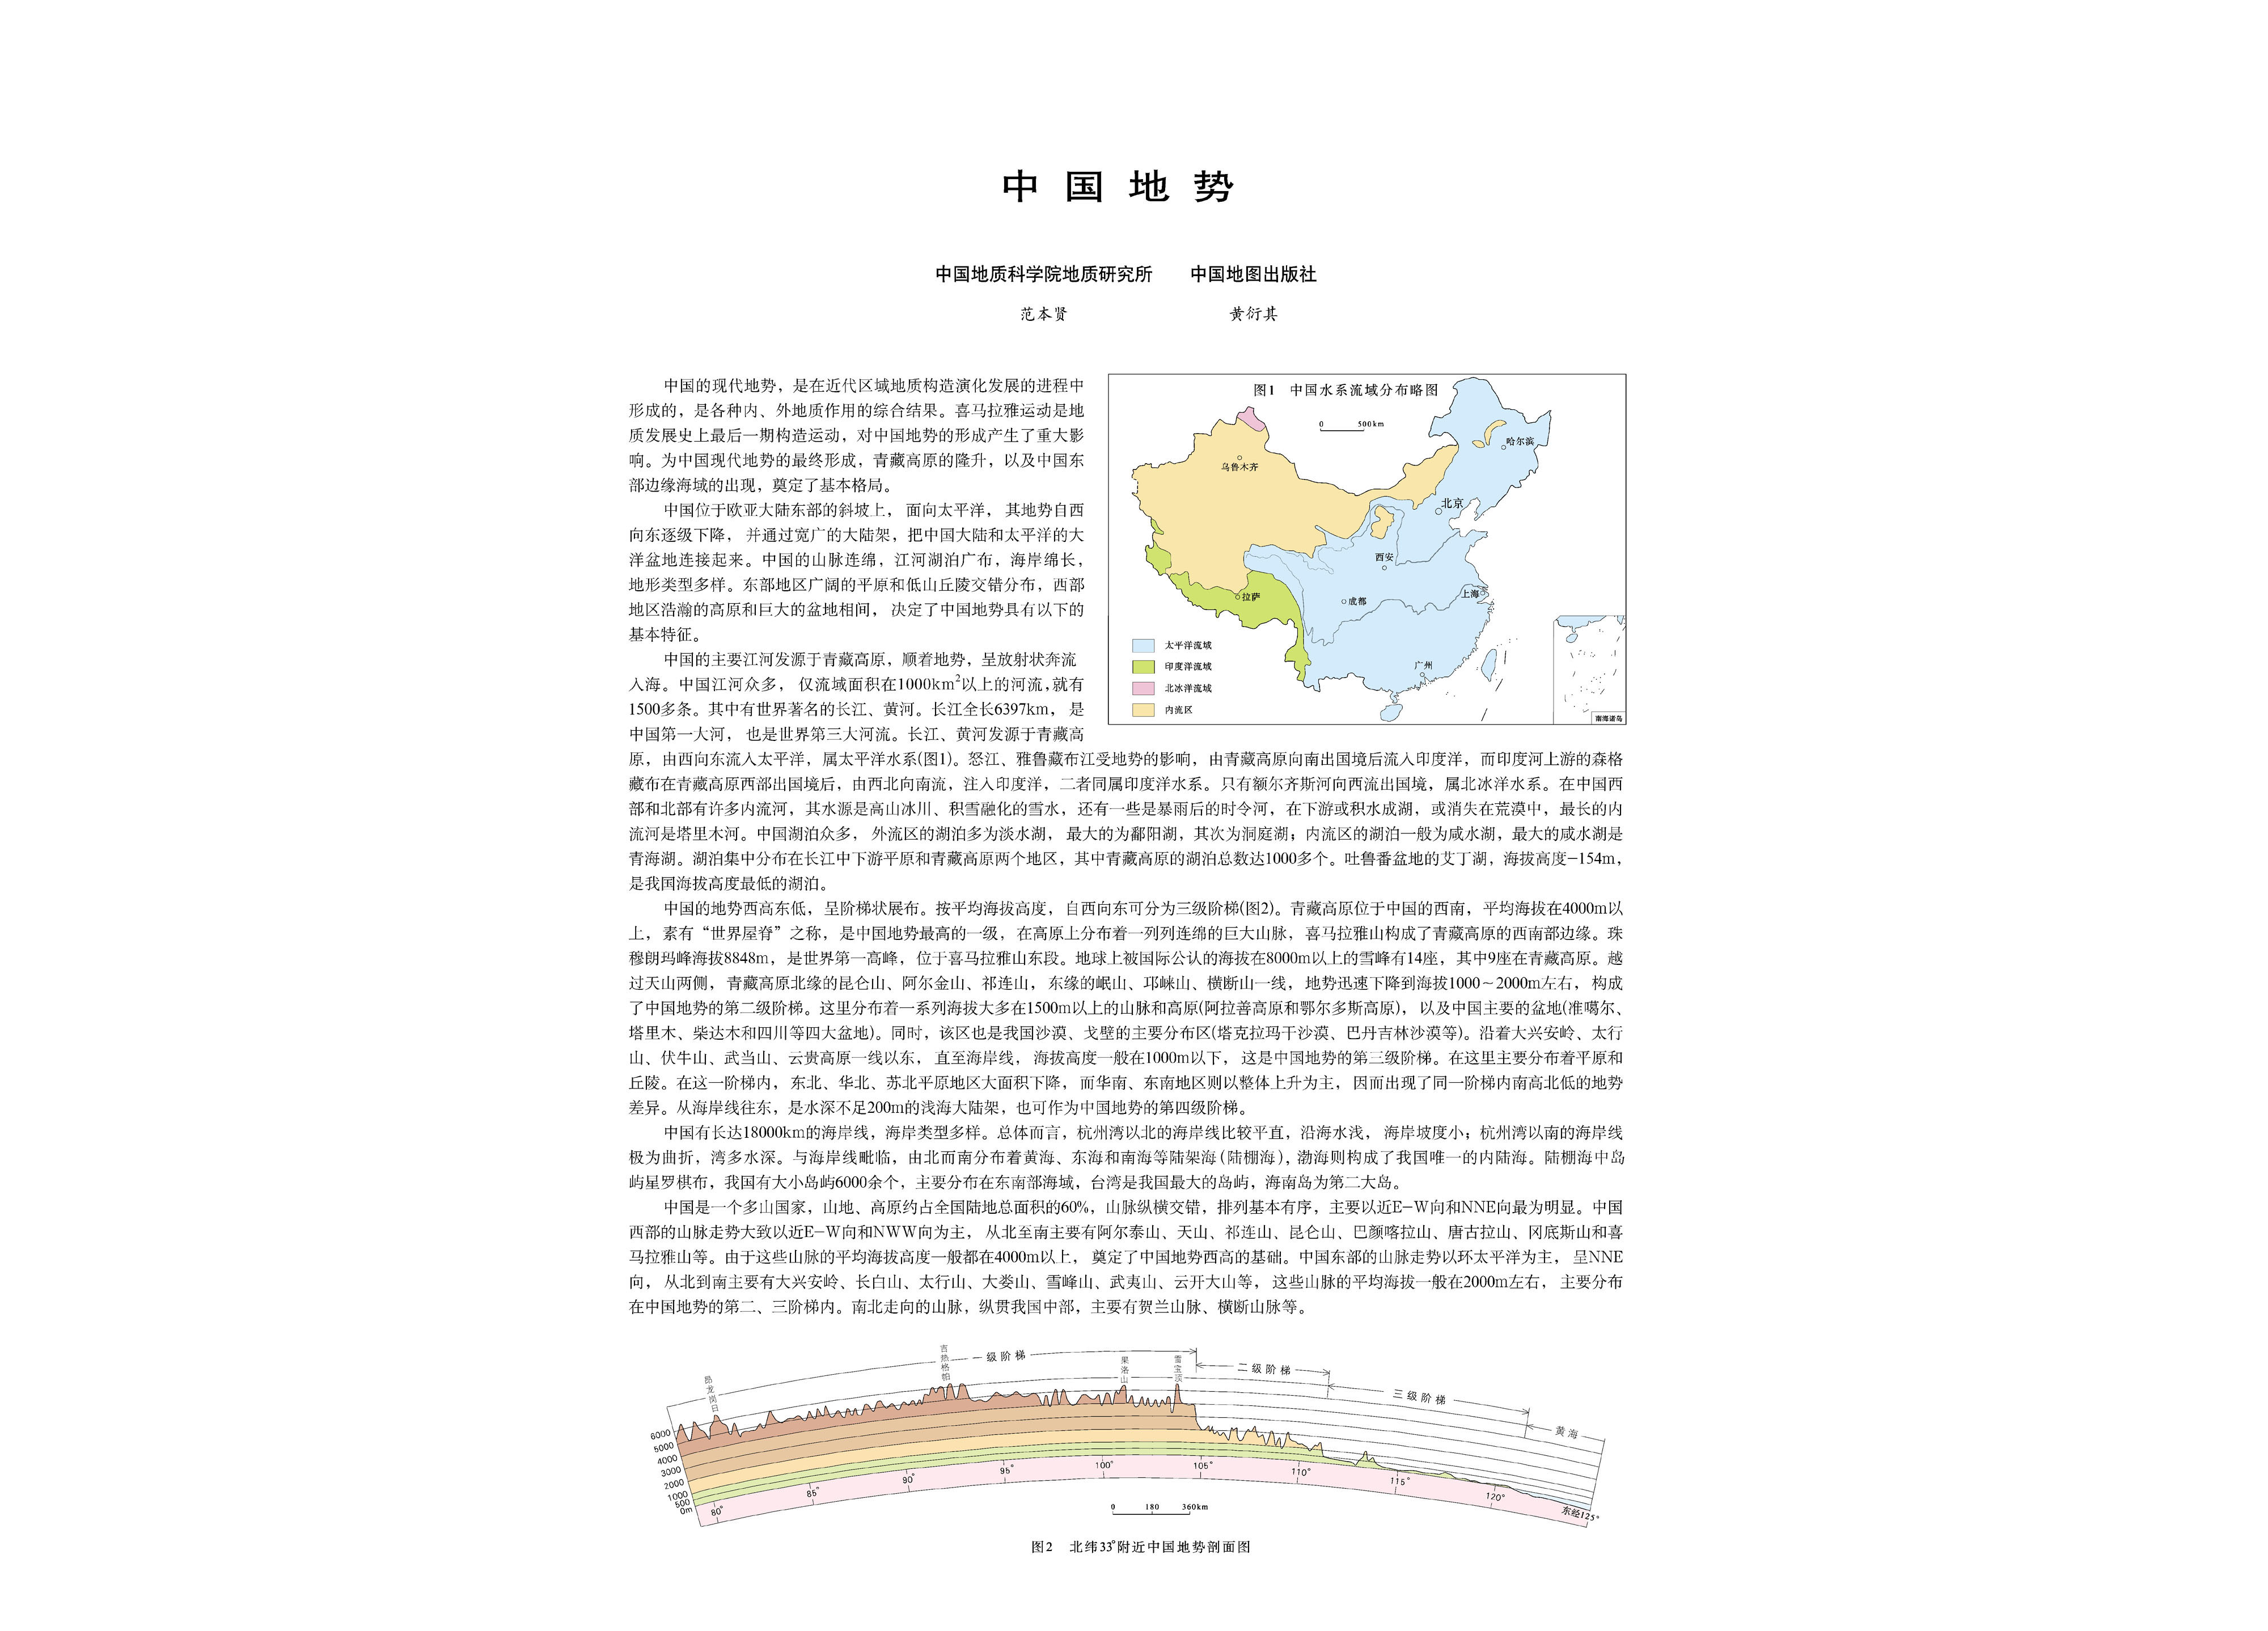 中国地势
中国地质科学院地质研究所 中国地图出版社
范本贤 黄衍其
中国的现代地势，是在近代区域地质构造演化发展的进程中
形成的，是各种内、外地质作用的综合结果。喜马拉雅运动是地
质发展史上最后一期构造运动，对中国地势的形成产生了重大影
响。为中国现代地势的最终形成，青藏高原的隆升，以及中国东
部边缘海域的出现，奠定了基本格局。
中国位于欧亚大陆东部的斜坡上， 面向太平洋， 其地势自西
向东逐级下降， 并通过宽广的大陆架，把中国大陆和太平洋的大
洋盆地连接起来。中国的山脉连绵，江河湖泊广布，海岸绵长，
地形类型多样。东部地区广阔的平原和低山丘陵交错分布，西部
地区浩瀚的高原和巨大的盆地相间， 决定了中国地势具有以下的
基本特征。
中国的主要江河发源于青藏高原，顺着地势，呈放射状奔流
入海。中国江河众多， 仅流域面积在1000km²以上的河流,就有
1500多条。其中有世界著名的长江、黄河。长江全长6397km， 是
中国第一大河， 也是世界第三大河流。长江、黄河发源于青藏高
原，由西向东流入太平洋，属太平洋水系(图1)。怒江、雅鲁藏布江受地势的影响，由青藏高原向南出国境后流入印度洋，而印度河上游的森格
藏布在青藏高原西部出国境后，由西北向南流，注入印度洋，二者同属印度洋水系。只有额尔齐斯河向西流出国境，属北冰洋水系。在中国西
部和北部有许多内流河，其水源是高山冰川、积雪融化的雪水，还有一些是暴雨后的时令河，在下游或积水成湖，或消失在荒漠中，最长的内
流河是塔里木河。中国湖泊众多， 外流区的湖泊多为淡水湖， 最大的为鄱阳湖，其次为洞庭湖；内流区的湖泊一般为咸水湖，最大的咸水湖是
青海湖。湖泊集中分布在长江中下游平原和青藏高原两个地区，其中青藏高原的湖泊总数达1000多个。吐鲁番盆地的艾丁湖，海拔高度−154m，
是我国海拔高度最低的湖泊。
中国的地势西高东低，呈阶梯状展布。按平均海拔高度，自西向东可分为三级阶梯(图2)。青藏高原位于中国的西南，平均海拔在4000m以
上，素有“世界屋脊”之称，是中国地势最高的一级，在高原上分布着一列列连绵的巨大山脉，喜马拉雅山构成了青藏高原的西南部边缘。珠
穆朗玛峰海拔8848m，是世界第一高峰，位于喜马拉雅山东段。地球上被国际公认的海拔在8000m以上的雪峰有14座，其中9座在青藏高原。越
过天山两侧，青藏高原北缘的昆仑山、阿尔金山、祁连山，东缘的岷山、邛崃山、横断山一线，地势迅速下降到海拔1000～2000m左右，构成
了中国地势的第二级阶梯。这里分布着一系列海拔大多在1500m以上的山脉和高原(阿拉善高原和鄂尔多斯高原)，以及中国主要的盆地(准噶尔、
塔里木、柴达木和四川等四大盆地)。同时，该区也是我国沙漠、戈壁的主要分布区(塔克拉玛干沙漠、巴丹吉林沙漠等)。沿着大兴安岭、太行
山、伏牛山、武当山、云贵高原一线以东，直至海岸线，海拔高度一般在1000m以下，这是中国地势的第三级阶梯。在这里主要分布着平原和
丘陵。在这一阶梯内，东北、华北、苏北平原地区大面积下降，而华南、东南地区则以整体上升为主，因而出现了同一阶梯内南高北低的地势
差异。从海岸线往东，是水深不足200m的浅海大陆架，也可作为中国地势的第四级阶梯。
中国有长达18000km的海岸线，海岸类型多样。总体而言，杭州湾以北的海岸线比较平直，沿海水浅， 海岸坡度小；杭州湾以南的海岸线
极为曲折，湾多水深。与海岸线毗临，由北而南分布着黄海、东海和南海等陆架海(陆棚海)，渤海则构成了我国唯一的内陆海。陆棚海中岛
屿星罗棋布，我国有大小岛屿6000余个，主要分布在东南部海域，台湾是我国最大的岛屿，海南岛为第二大岛。
中国是一个多山国家，山地、高原约占全国陆地总面积的60%，山脉纵横交错，排列基本有序，主要以近E−W向和NNE向最为明显。中国
西部的山脉走势大致以近E−W向和NWW向为主， 从北至南主要有阿尔泰山、天山、祁连山、昆仑山、巴颜喀拉山、唐古拉山、冈底斯山和喜
马拉雅山等。由于这些山脉的平均海拔高度一般都在4000m以上， 奠定了中国地势西高的基础。中国东部的山脉走势以环太平洋为主， 呈NNE
向， 从北到南主要有大兴安岭、长白山、太行山、大娄山、雪峰山、武夷山、云开大山等， 这些山脉的平均海拔一般在2000m左右， 主要分布
在中国地势的第二、三阶梯内。南北走向的山脉，纵贯我国中部，主要有贺兰山脉、横断山脉等。
图1 中国水系流域分布略图
0 500km
哈尔滨
乌鲁木齐
北京
西安
拉萨
成都
上海
广州
太平洋流域
印度洋流域
北冰洋流域
内流区
南海诸岛
一级阶梯
二级阶梯
三级阶梯
黄海
昂龙岗日
吉热格帕
果洛山
雪宝顶
6000
5000
4000
3000
2000
1000
500
0m
80°
85°
90°
95°
100°
105°
110°
115°
120°
东经125°
0 180 360km
图2 北纬33°附近中国地势剖面图